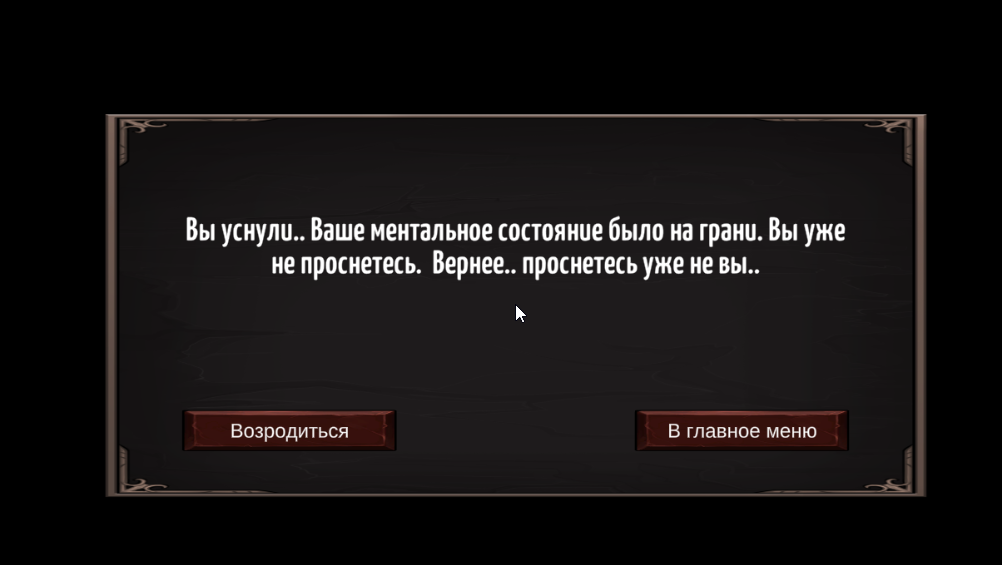 Вы уснули.. Ваше ментальное состояние было на грани. Вы уже
не проснетесь.  Вернее.. проснетесь уже не вы..
Возродиться
В главное меню